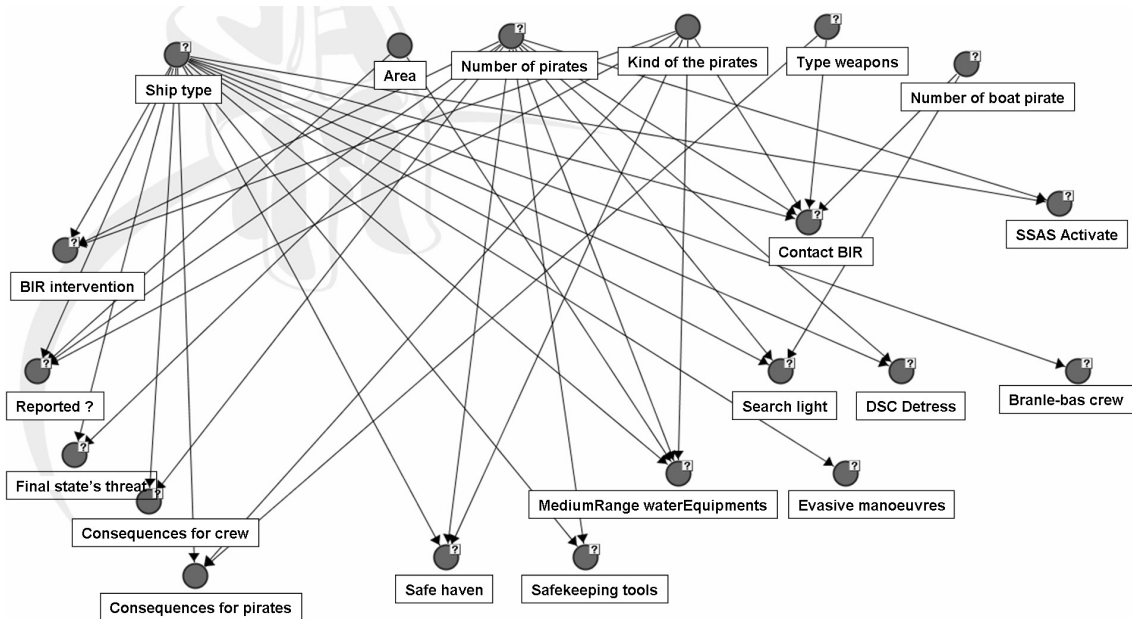 Ship type
Area
Number of pirates
Kind of the pirates
Type weapons
Number of boat pirate
SSAS Activate
Contact BIR
BIR intervention
Reported ?
Search light
DSC Detress
Branle-bas crew
Final state's threat
MediumRange waterEquipments
Evasive manoeuvres
Consequences for crew
Safe haven
Safekeeping tools
Consequences for pirates